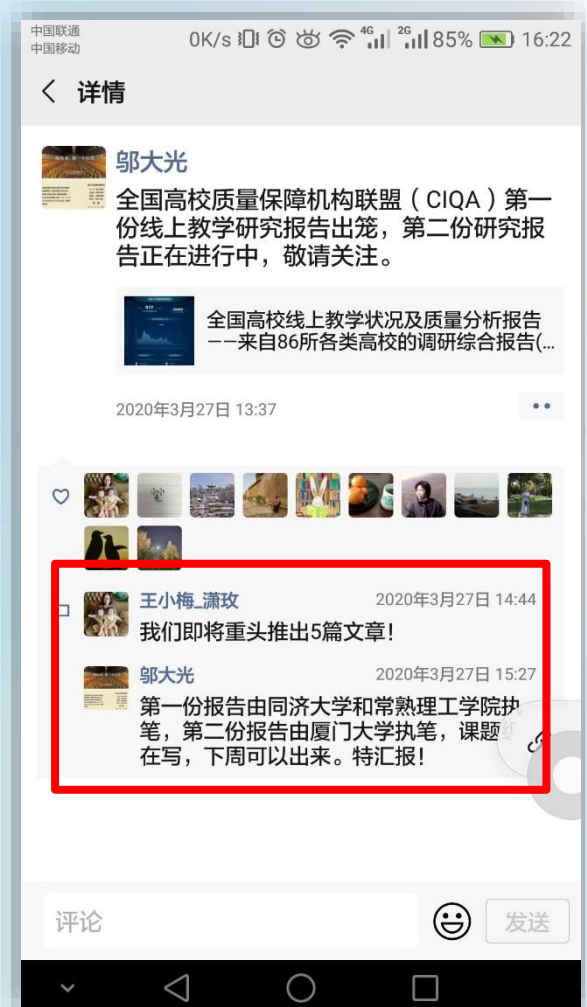 中国联通
中国移动
0K/s 4G 2G 85% 16:22
详情
邬大光
全国高校质量保障机构联盟（CIQA）第一
份线上教学研究报告出笼，第二份研究报
告正在进行中，敬请关注。
全国高校线上教学状况及质量分析报告
——来自86所各类高校的调研综合报告(...
2020年3月27日 13:37
王小梅_潇玫 2020年3月27日 14:44
我们即将重头推出5篇文章！
邬大光 2020年3月27日 15:27
第一份报告由同济大学和常熟理工学院执
笔，第二份报告由厦门大学执笔，课题
在写，下周可以出来。特汇报！
评论
发送